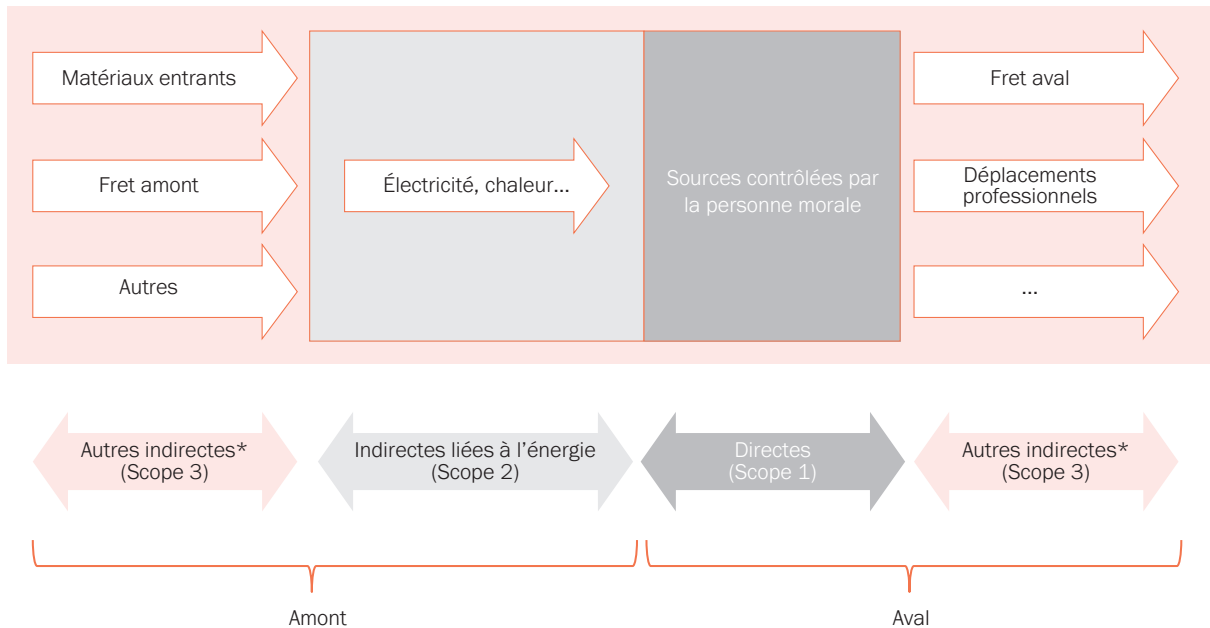 Matériaux entrants
Fret amont
Autres
Électricité, chaleur...
Sources contrôlées par
la personne morale
Fret aval
Déplacements
professionnels
...
Autres indirectes*
(Scope 3)
Indirectes liées à l’énergie
(Scope 2)
Directes
(Scope 1)
Autres indirectes*
(Scope 3)
Amont
Aval